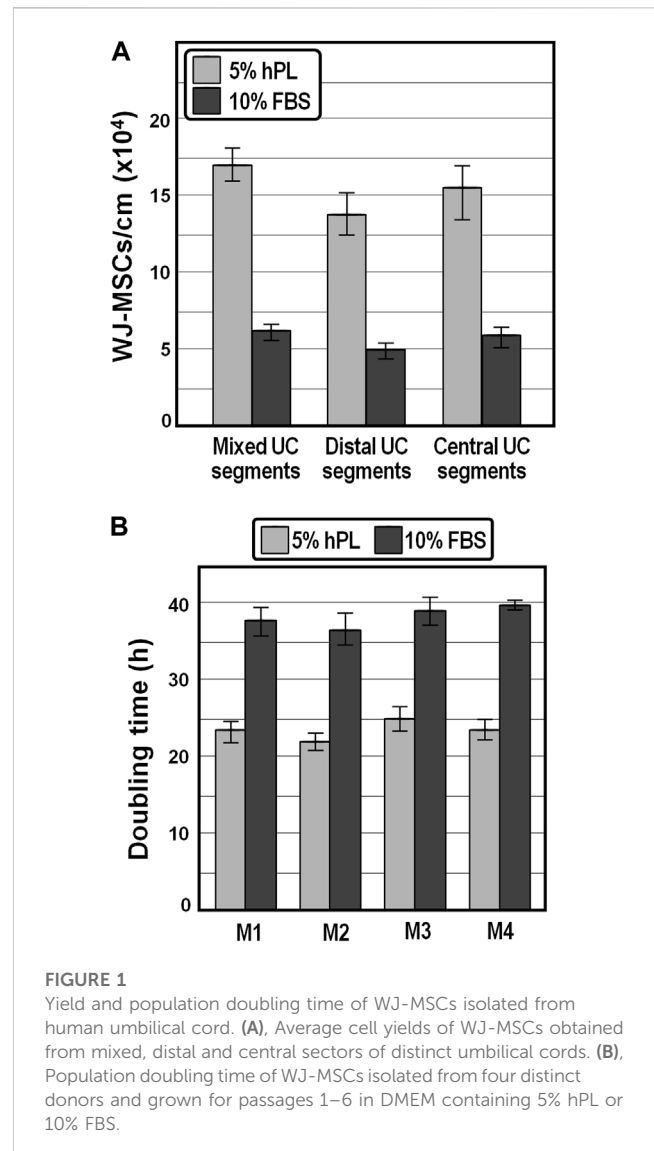 A
5% hPL
10% FBS
WJ-MSCs/cm (x10⁴)
20
15
10
5
0
Mixed UC segments
Distal UC segments
Central UC segments
B
5% hPL 10% FBS
Doubling time (h)
40
30
20
10
0
M1 M2 M3 M4
FIGURE 1
Yield and population doubling time of WJ-MSCs isolated from
human umbilical cord. (A), Average cell yields of WJ-MSCs obtained
from mixed, distal and central sectors of distinct umbilical cords. (B),
Population doubling time of WJ-MSCs isolated from four distinct
donors and grown for passages 1–6 in DMEM containing 5% hPL or
10% FBS.